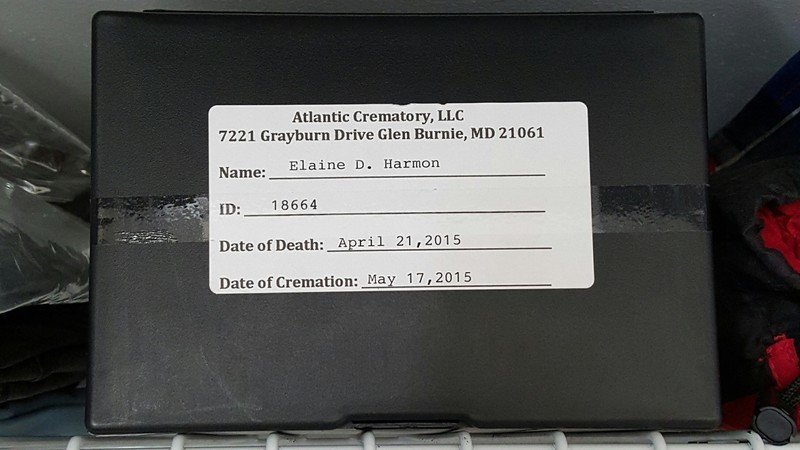 Atlantic Crematory, LLC
7221 Grayburn Drive Glen Burnie, MD 21061
Name: Elaine D. Harmon
ID: 18664
Date of Death: April 21,2015
Date of Cremation: May 17,2015